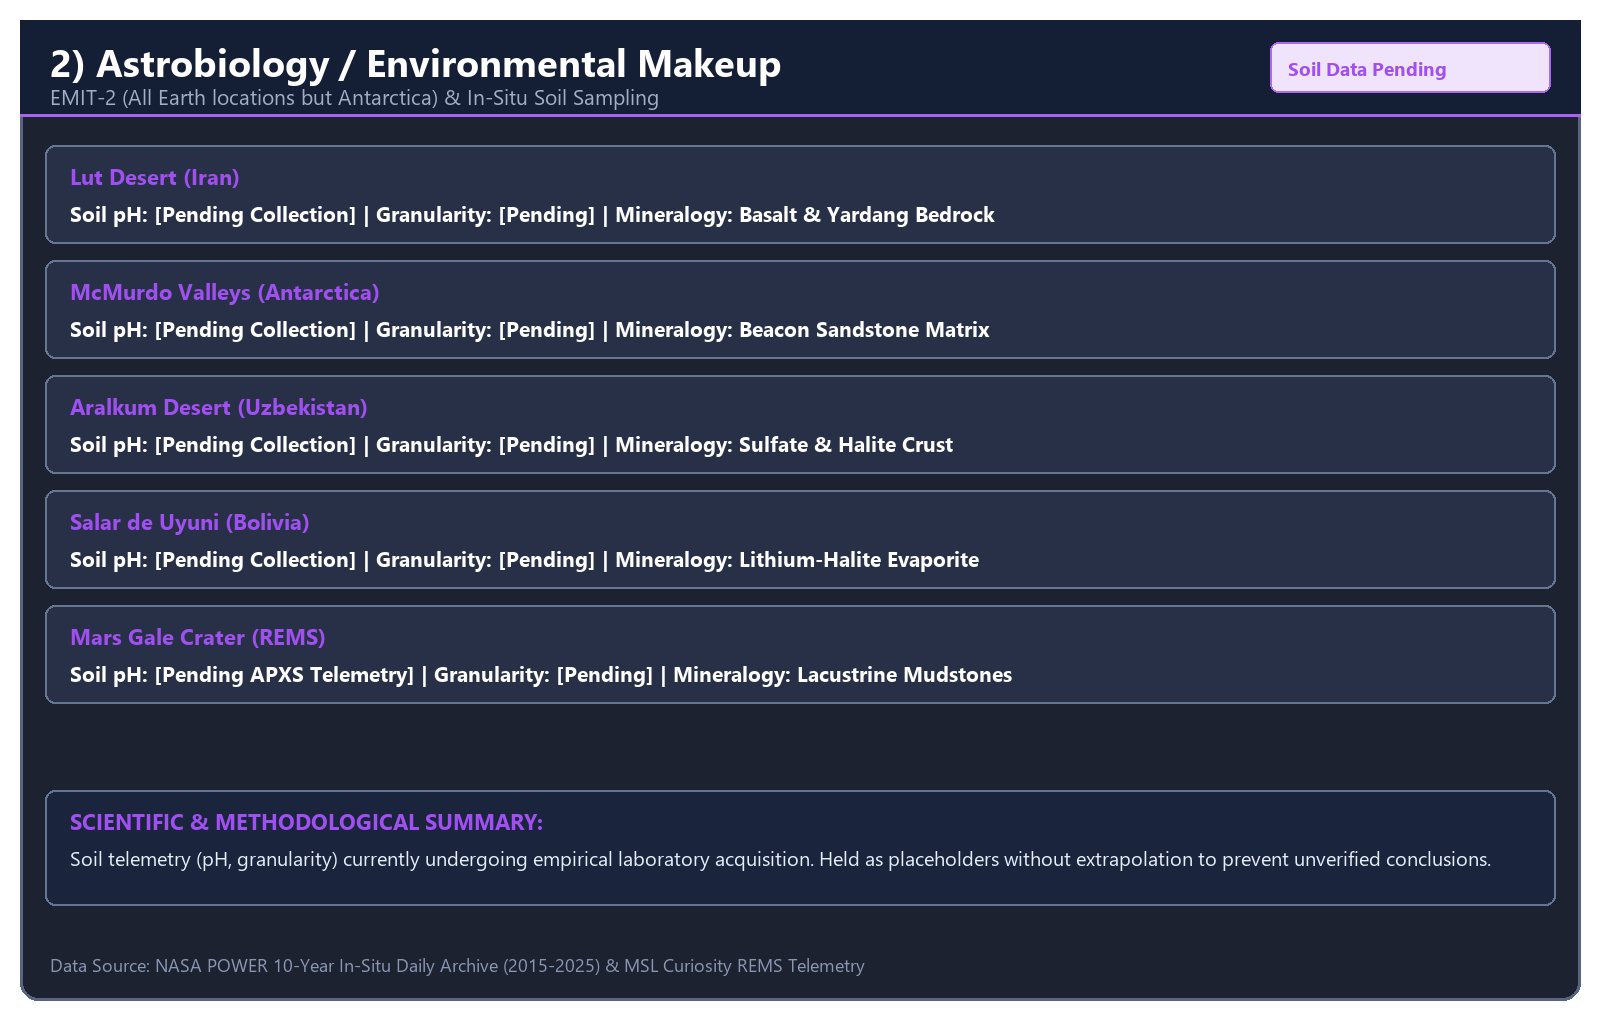 2) Astrobiology / Environmental Makeup
EMIT-2 (All Earth locations but Antarctica) & In-Situ Soil Sampling
Soil Data Pending
Lut Desert (Iran)
Soil pH: [Pending Collection] | Granularity: [Pending] | Mineralogy: Basalt & Yardang Bedrock
McMurdo Valleys (Antarctica)
Soil pH: [Pending Collection] | Granularity: [Pending] | Mineralogy: Beacon Sandstone Matrix
Aralkum Desert (Uzbekistan)
Soil pH: [Pending Collection] | Granularity: [Pending] | Mineralogy: Sulfate & Halite Crust
Salar de Uyuni (Bolivia)
Soil pH: [Pending Collection] | Granularity: [Pending] | Mineralogy: Lithium-Halite Evaporite
Mars Gale Crater (REMS)
Soil pH: [Pending APXS Telemetry] | Granularity: [Pending] | Mineralogy: Lacustrine Mudstones
SCIENTIFIC & METHODOLOGICAL SUMMARY:
Soil telemetry (pH, granularity) currently undergoing empirical laboratory acquisition. Held as placeholders without extrapolation to prevent unverified conclusions.
Data Source: NASA POWER 10-Year In-Situ Daily Archive (2015-2025) & MSL Curiosity REMS Telemetry